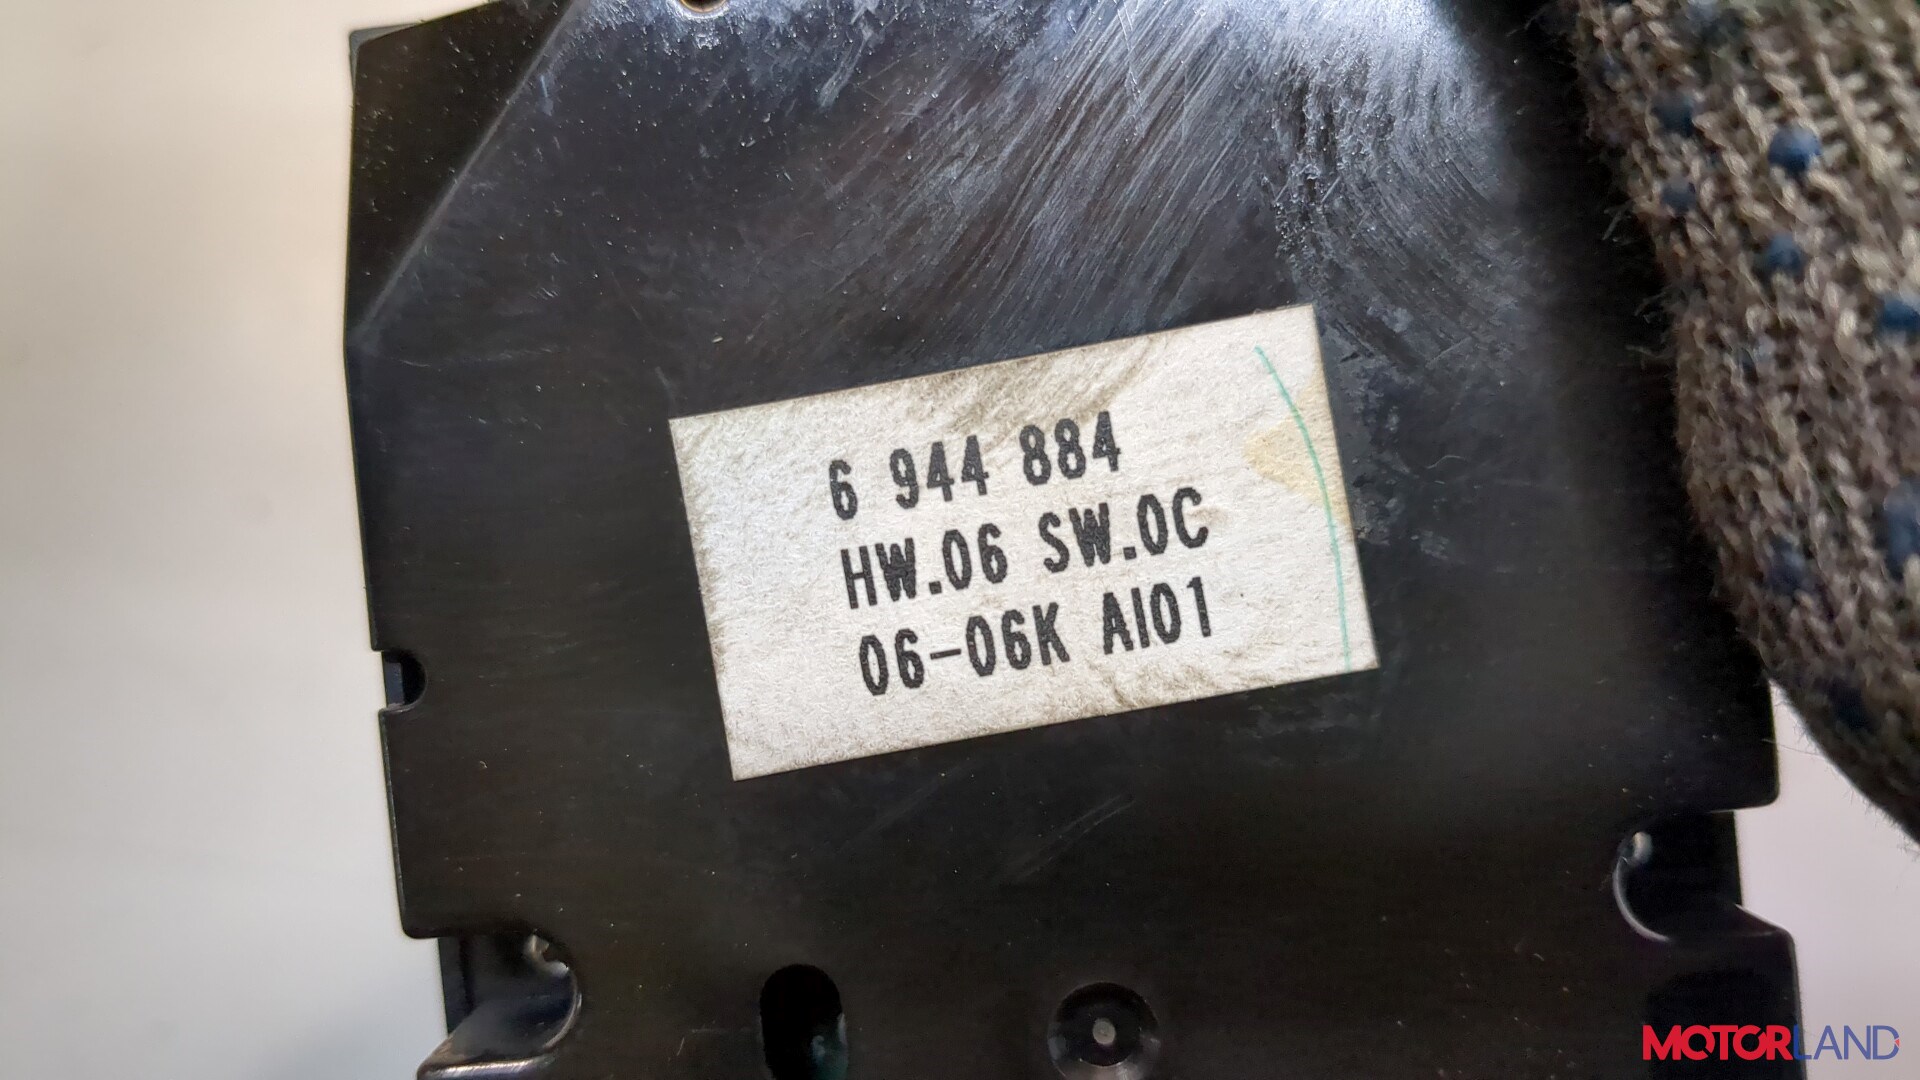 6 944 884
HW.06 SW.0C
06-06K AI01
MOTORLAND